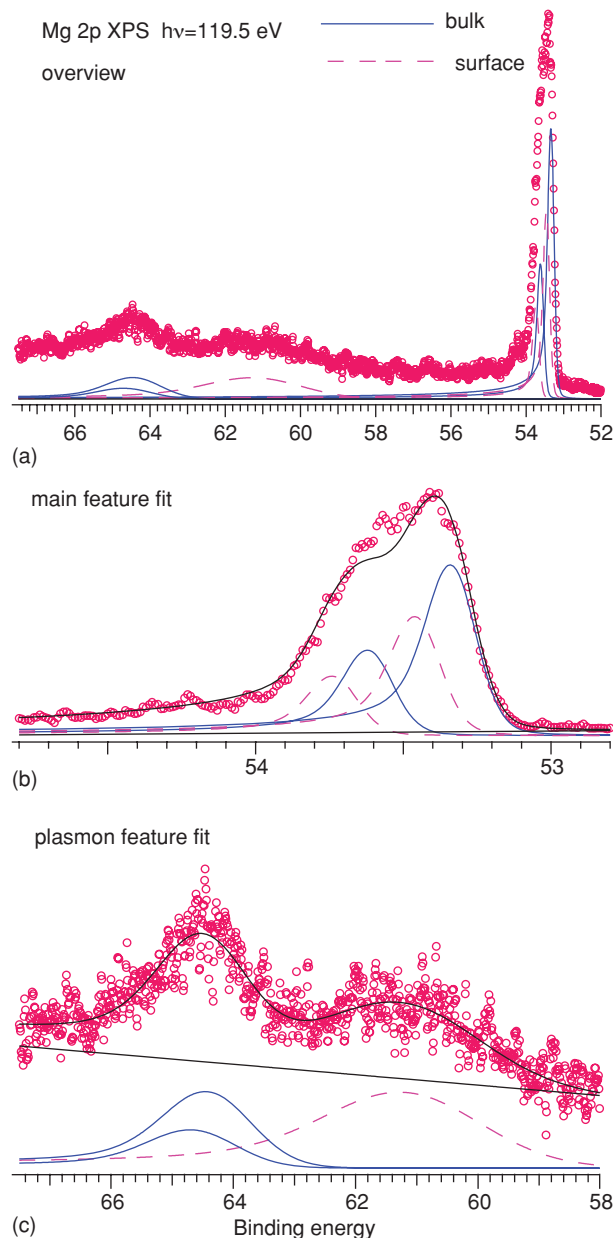 Mg 2p XPS hν=119.5 eV
overview
bulk
surface
66 64 62 60 58 56 54 52
(a)
main feature fit
54 53
(b)
plasmon feature fit
66 64 62 60 58
(c) Binding energy